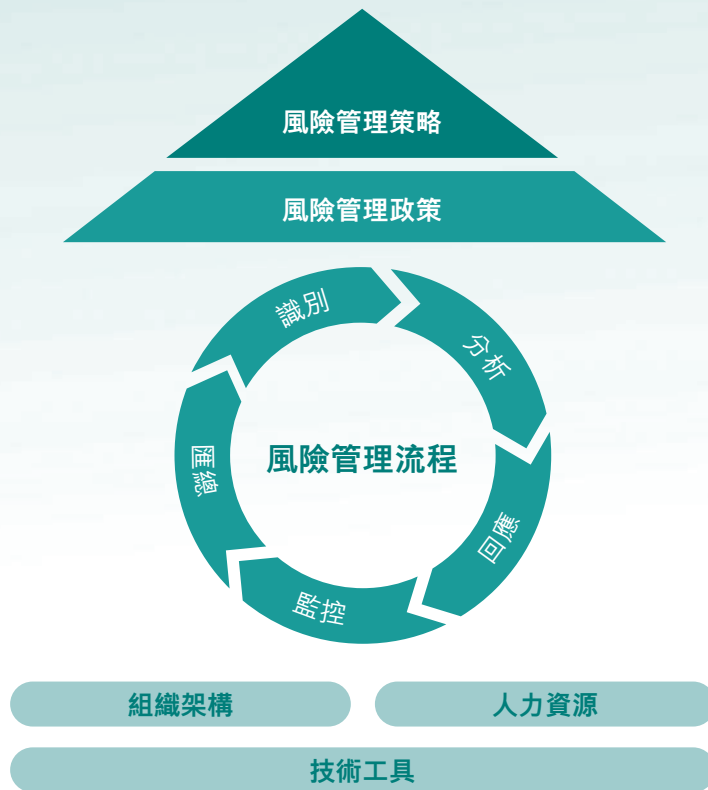 風險管理策略
風險管理政策
識別
分析
回應
監控
匯總
風險管理流程
組織架構
人力資源
技術工具